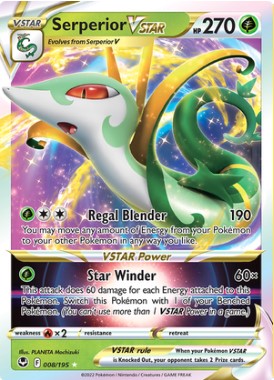 VSTAR Serperior VSTAR HP 270
Evolves from Serperior V
Regal Blender 190
You may move any amount of Energy from your Pokémon
to your other Pokémon in any way you like.
VSTAR Power
Star Winder 60×
This attack does 60 damage for each Energy attached to this
Pokémon. Switch this Pokémon with 1 of your Benched
Pokémon. (You can't use more than 1 VSTAR Power in a game.)
weakness ×2 resistance retreat
Illus. PLANETA Mochizuki
VSTAR rule When your Pokémon VSTAR
is Knocked Out, your opponent takes 2 Prize cards.
F 008/195
©2022 Pokémon / Nintendo / Creatures / GAME FREAK